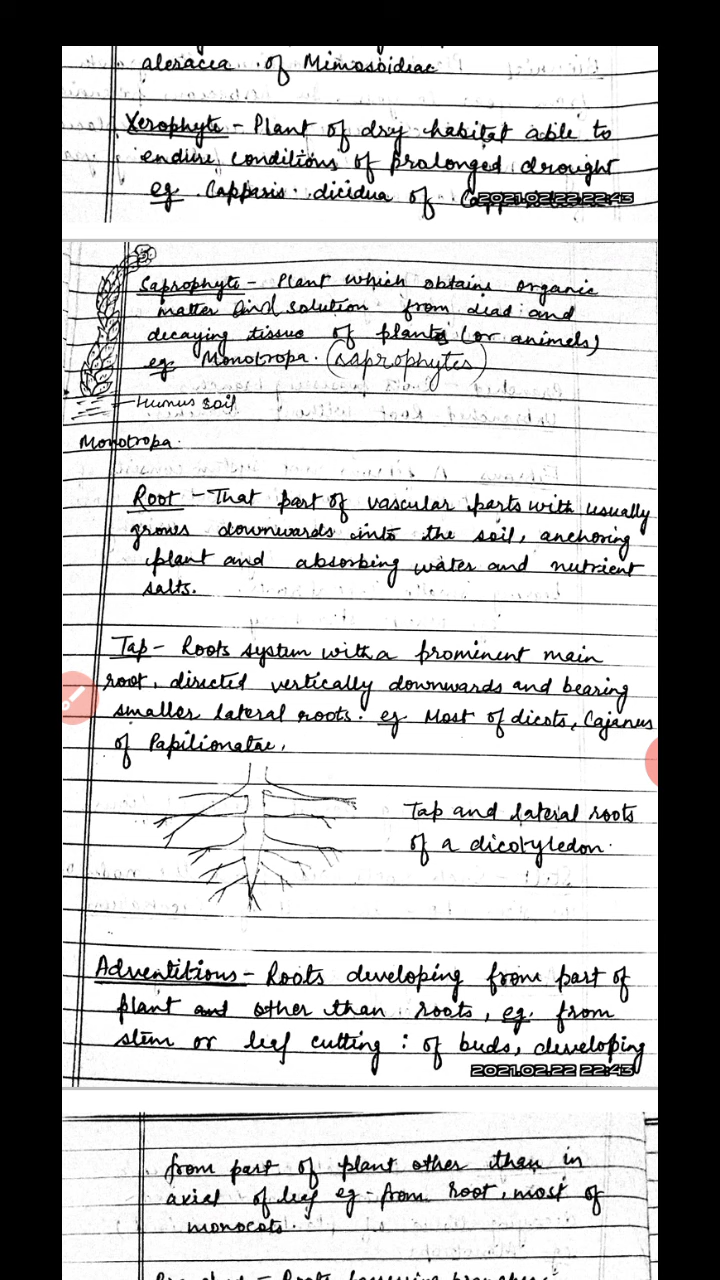 oleracea. of Mimosoideae
Xerophyte - Plant of dry habitat able to
endure conditions of prolonged drought
eg. Capparis. dicidua of Capp
2021.02.22 22:43
Saprophyte - Plant which obtains organic
matter in solution from dead and
decaying tissue of plants (or animals)
eg Monotropa. (saprophytes)
Humus soil
Monotropa.
Root - That part of vascular parts with usually
grows downwards into the soil, anchoring
plant and absorbing water and nutrient
salts.
Tap - Roots system with a prominent main
root, directed vertically downwards and bearing
smaller lateral roots. eg Most of dicots, Cajanus
of Papilionatae.
Tap and lateral roots
of a dicotyledon.
Adventitious - Roots developing from part of
plant and other than roots, eg. from
stem or leaf cutting : of buds, developing
2021.02.22 22:43
from part of plant other than in
axial of leaf eg - from root, most of
monocots